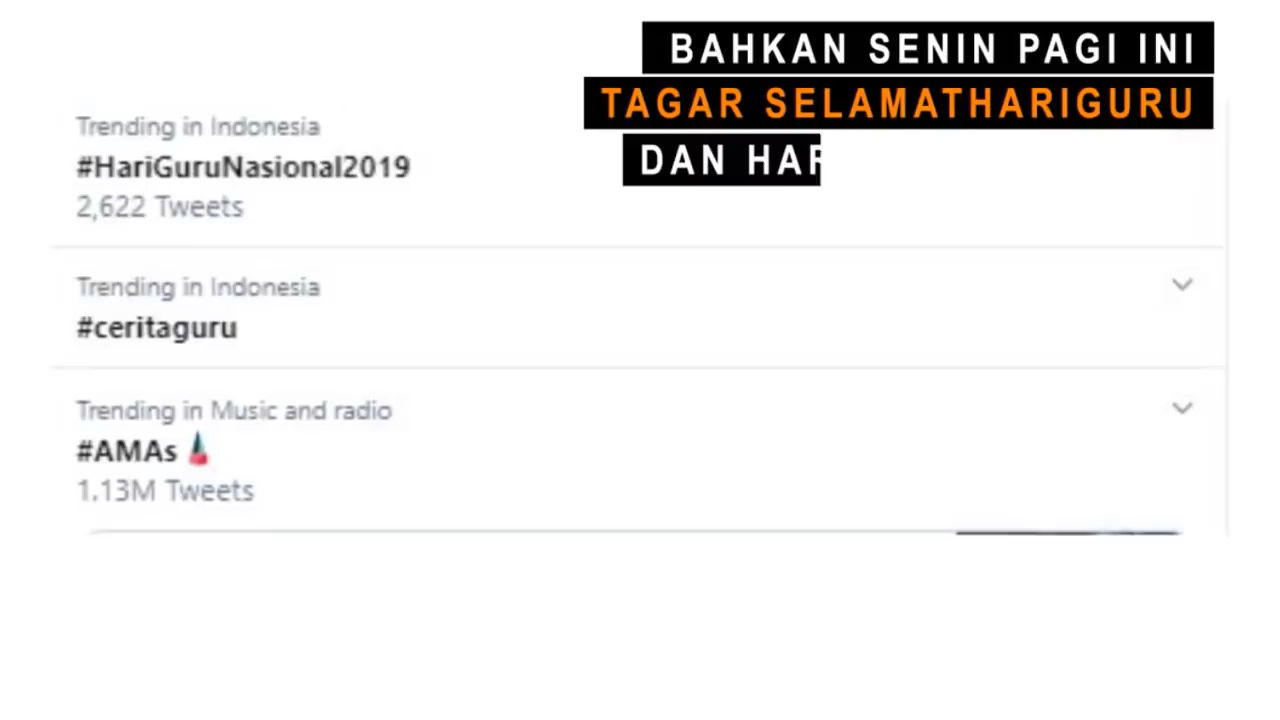 BAHKAN SENIN PAGI INI
TAGAR SELAMATHARIGURU
DAN
Trending in Indonesia
#HariGuruNasional2019
2,622 Tweets
Trending in Indonesia
#ceritaguru
Trending in Music and radio
#AMAs
1.13M Tweets